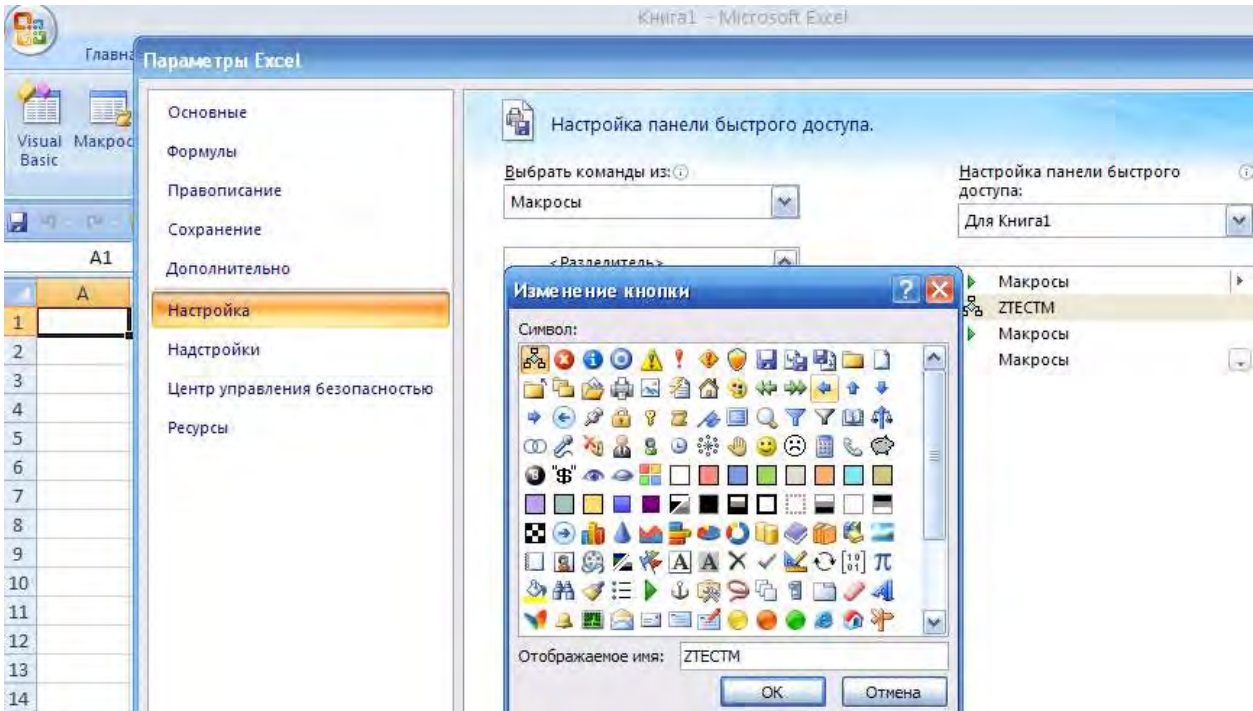 Книга1 - Microsoft Excel
Главна
Параметры Excel
Visual Basic
Макрос
A1
A
1
2
3
4
5
6
7
8
9
10
11
12
13
14
Основные
Формулы
Правописание
Сохранение
Дополнительно
Настройка
Надстройки
Центр управления безопасностью
Ресурсы
Настройка панели быстрого доступа.
Выбрать команды из:
Макросы
<Разделитель>
Настройка панели быстрого
доступа:
Для Книга1
Макросы
ZТЕСТМ
Макросы
Макросы
Изменение кнопки
Символ:
Отображаемое имя: ZТЕСТМ
ОК
Отмена